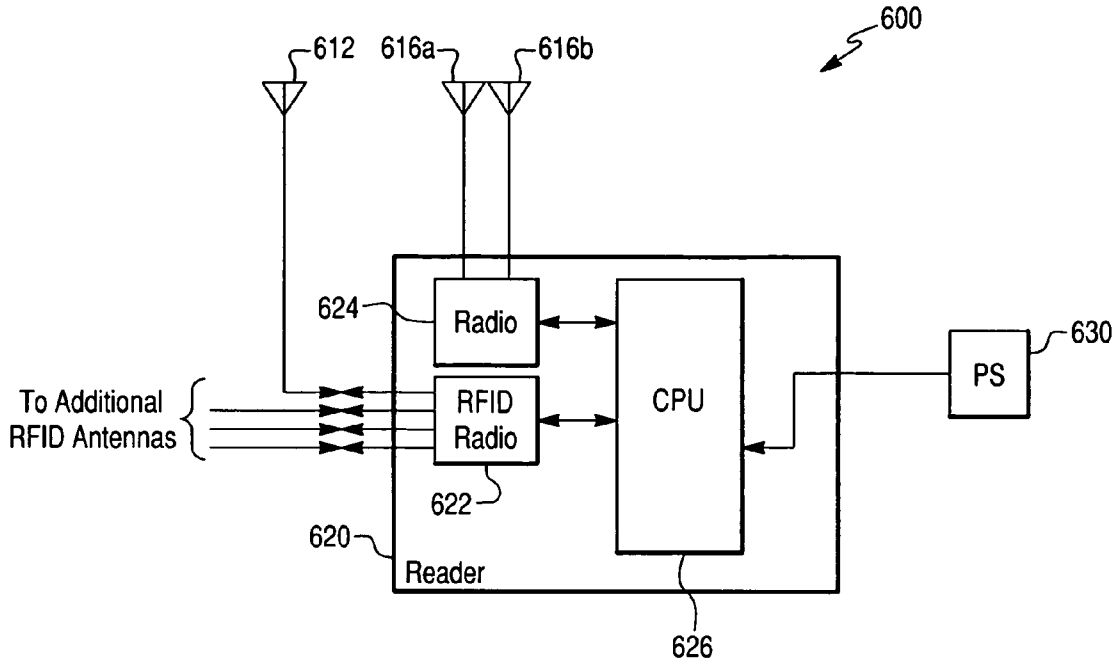 600
612
616a
616b
624
Radio
RFID
Radio
622
To Additional
RFID Antennas
CPU
PS
630
620
Reader
626